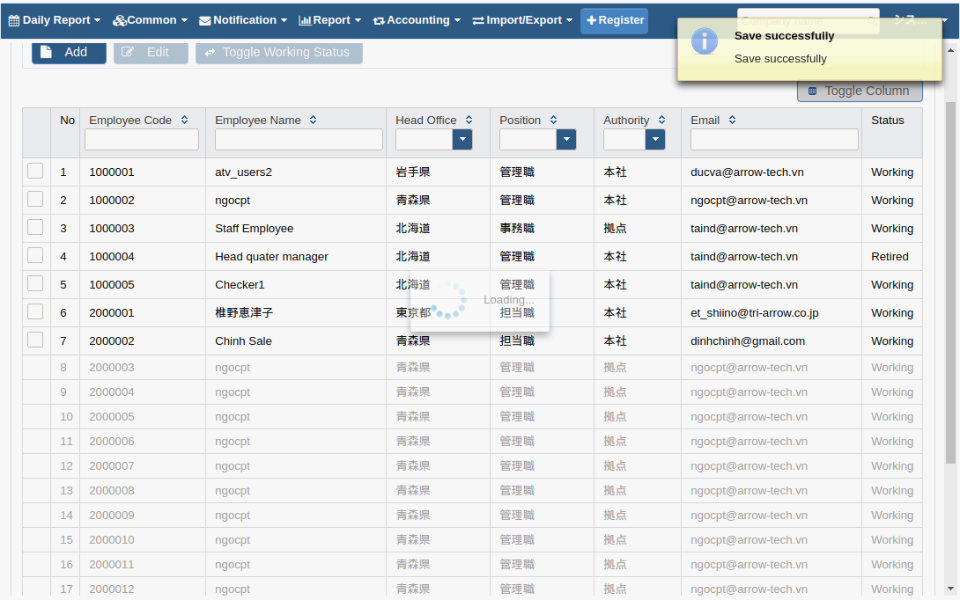 Daily Report Common Notification Report Accounting Import/Export Register シス...
Save successfully
Save successfully
Add Edit Toggle Working Status
Toggle Column
No Employee Code Employee Name Head Office Position Authority Email Status
1 1000001 atv_users2 岩手県 管理職 本社 ducva@arrow-tech.vn Working
2 1000002 ngocpt 青森県 管理職 本社 ngocpt@arrow-tech.vn Working
3 1000003 Staff Employee 北海道 事務職 拠点 taind@arrow-tech.vn Working
4 1000004 Head quater manager 北海道 管理職 本社 taind@arrow-tech.vn Retired
5 1000005 Checker1 北海道 管理職 本社 taind@arrow-tech.vn Working
Loading...
6 2000001 椎野恵津子 東京都 担当職 本社 et_shiino@tri-arrow.co.jp Working
7 2000002 Chinh Sale 青森県 担当職 本社 dinhchinh@gmail.com Working
8 2000003 ngocpt 青森県 管理職 拠点 ngocpt@arrow-tech.vn Working
9 2000004 ngocpt 青森県 管理職 拠点 ngocpt@arrow-tech.vn Working
10 2000005 ngocpt 青森県 管理職 拠点 ngocpt@arrow-tech.vn Working
11 2000006 ngocpt 青森県 管理職 拠点 ngocpt@arrow-tech.vn Working
12 2000007 ngocpt 青森県 管理職 拠点 ngocpt@arrow-tech.vn Working
13 2000008 ngocpt 青森県 管理職 拠点 ngocpt@arrow-tech.vn Working
14 2000009 ngocpt 青森県 管理職 拠点 ngocpt@arrow-tech.vn Working
15 2000010 ngocpt 青森県 管理職 拠点 ngocpt@arrow-tech.vn Working
16 2000011 ngocpt 青森県 管理職 拠点 ngocpt@arrow-tech.vn Working
17 2000012 ngocpt 青森県 管理職 拠点 ngocpt@arrow-tech.vn Working